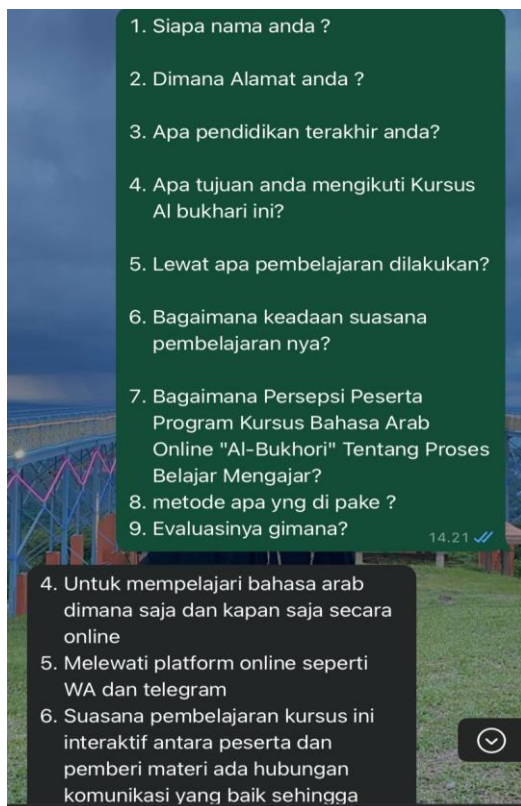 1. Siapa nama anda ?
2. Dimana Alamat anda ?
3. Apa pendidikan terakhir anda?
4. Apa tujuan anda mengikuti Kursus
Al bukhari ini?
5. Lewat apa pembelajaran dilakukan?
6. Bagaimana keadaan suasana
pembelajaran nya?
7. Bagaimana Persepsi Peserta
Program Kursus Bahasa Arab
Online "Al-Bukhori" Tentang Proses
Belajar Mengajar?
8. metode apa yng di pake ?
9. Evaluasinya gimana?
14.21
4. Untuk mempelajari bahasa arab
dimana saja dan kapan saja secara
online
5. Melewati platform online seperti
WA dan telegram
6. Suasana pembelajaran kursus ini
interaktif antara peserta dan
pemberi materi ada hubungan
komunikasi yang baik sehingga